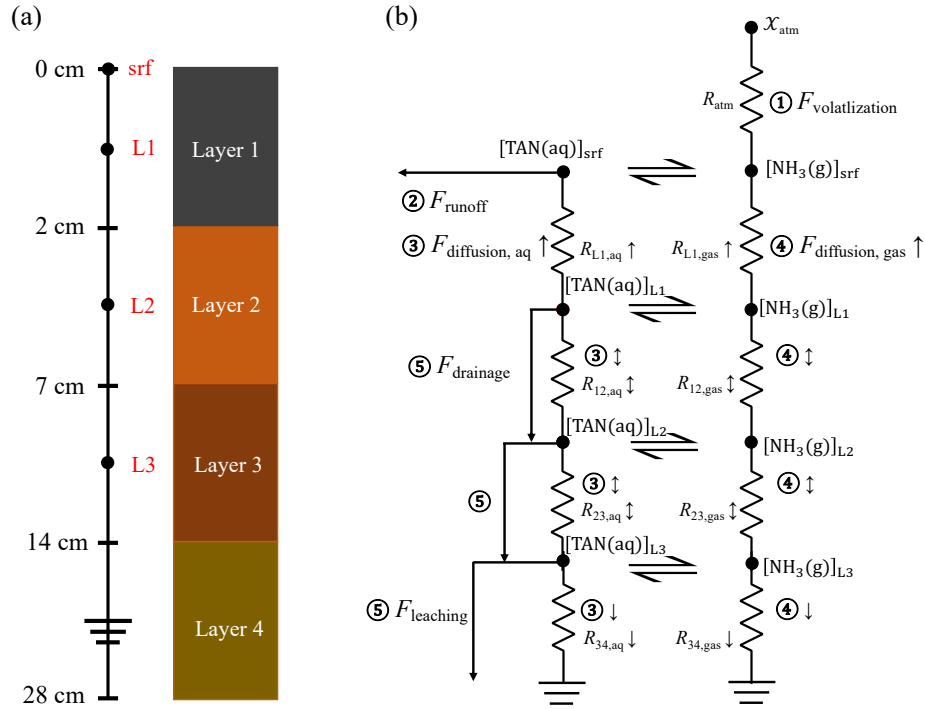 (a)
0 cm
srf
L1
Layer 1
2 cm
L2
Layer 2
7 cm
L3
Layer 3
14 cm
Layer 4
28 cm
(b)
χatm
Ratm
① Fvolatlization
[TAN(aq)]srf
[NH3(g)]srf
② Frunoff
③ Fdiffusion, aq ↑
RL1,aq ↑
RL1,gas ↑
④ Fdiffusion, gas ↑
[TAN(aq)]L1
[NH3(g)]L1
⑤ Fdrainage
③ ↕
R12,aq ↕
④ ↕
R12,gas ↕
[TAN(aq)]L2
[NH3(g)]L2
⑤
③ ↕
R23,aq ↕
④ ↕
R23,gas ↕
[TAN(aq)]L3
[NH3(g)]L3
⑤ Fleaching
③ ↓
R34,aq ↓
④ ↓
R34,gas ↓